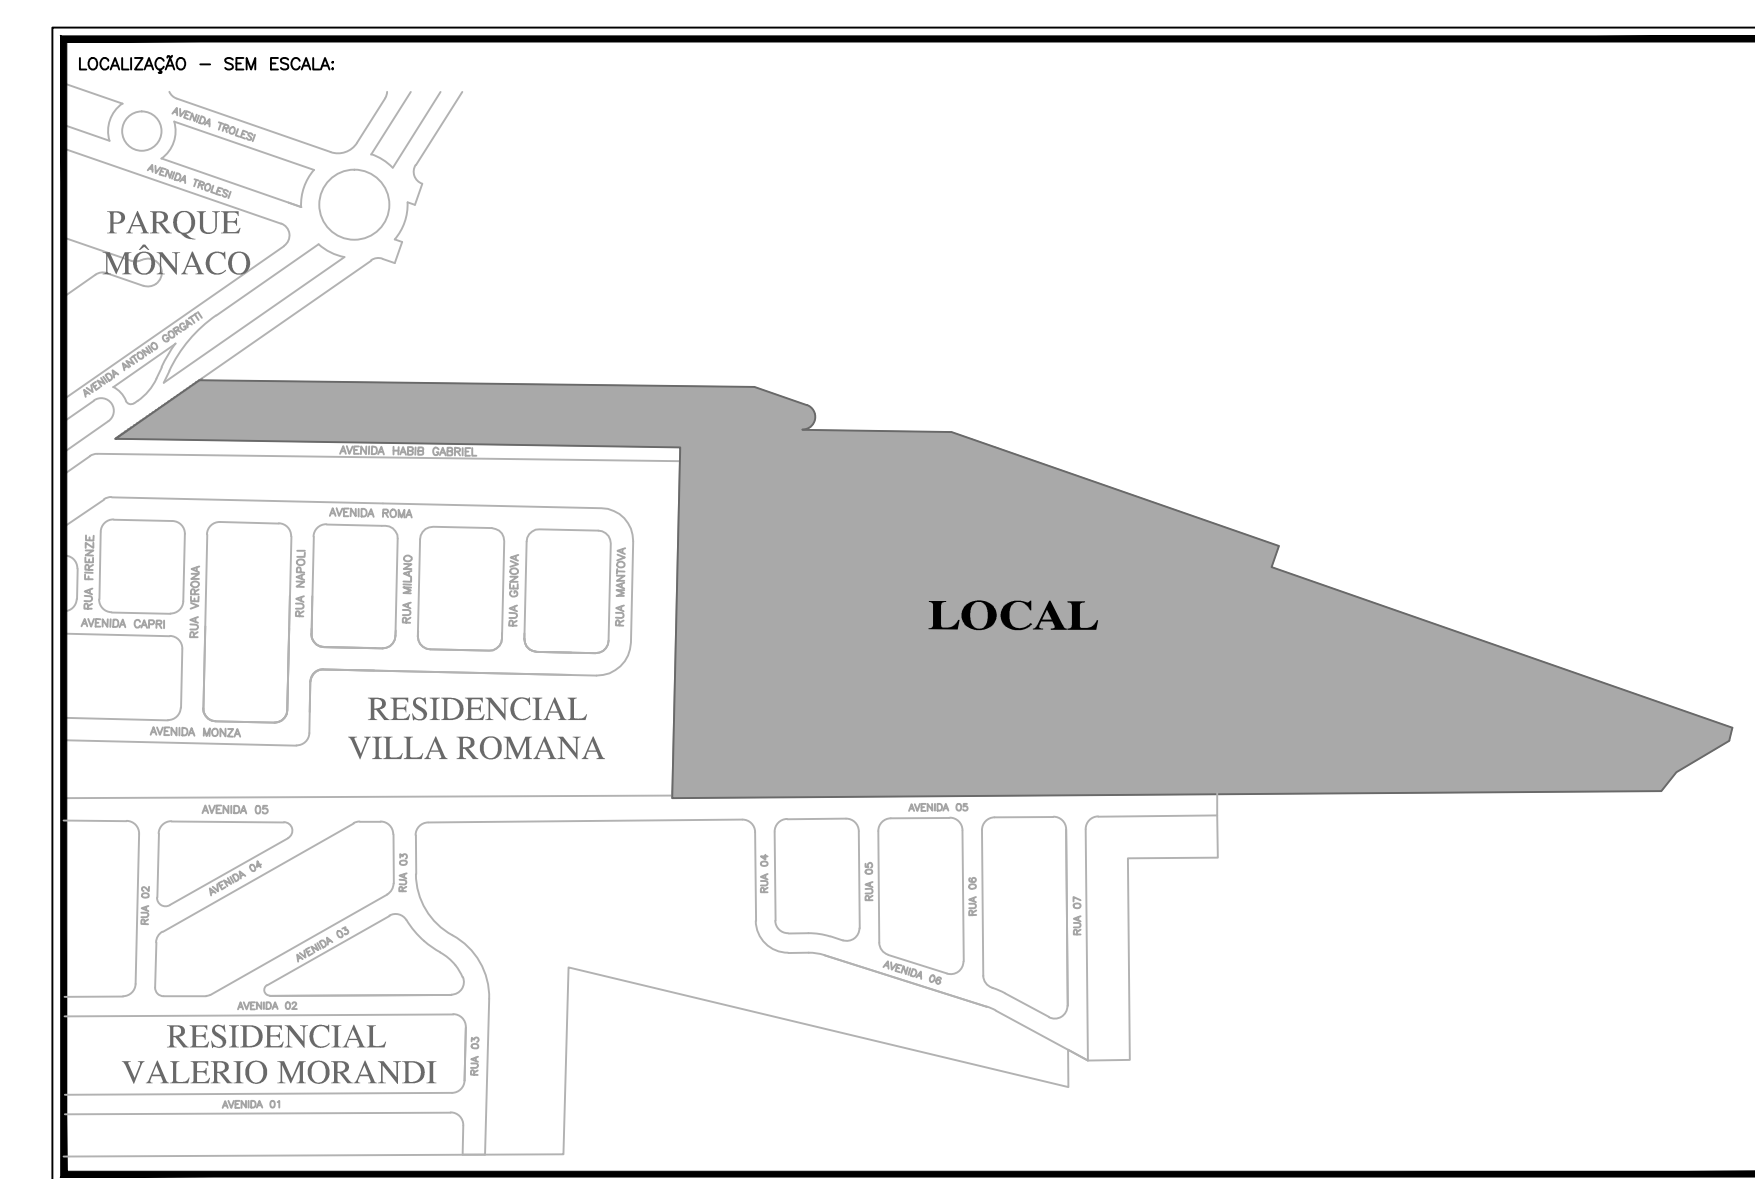 LOCALIZAÇÃO - SEM ESCALA:
AVENIDA TROLESI
AVENIDA TROLESI
PARQUE
MÔNACO
AVENIDA ANTONIO GORGATTI
AVENIDA HABIB GABRIEL
AVENIDA ROMA
RUA FIRENZE
RUA VERONA
RUA NAPOLI
RUA MILANO
RUA GENOVA
RUA MANTOVA
AVENIDA CAPRI
LOCAL
RESIDENCIAL
VILLA ROMANA
AVENIDA MONZA
AVENIDA 05
AVENIDA 05
RUA 02
AVENIDA 04
RUA 03
RUA 04
RUA 05
RUA 06
RUA 07
AVENIDA 03
AVENIDA 06
AVENIDA 02
RESIDENCIAL
VALERIO MORANDI
RUA 03
AVENIDA 01